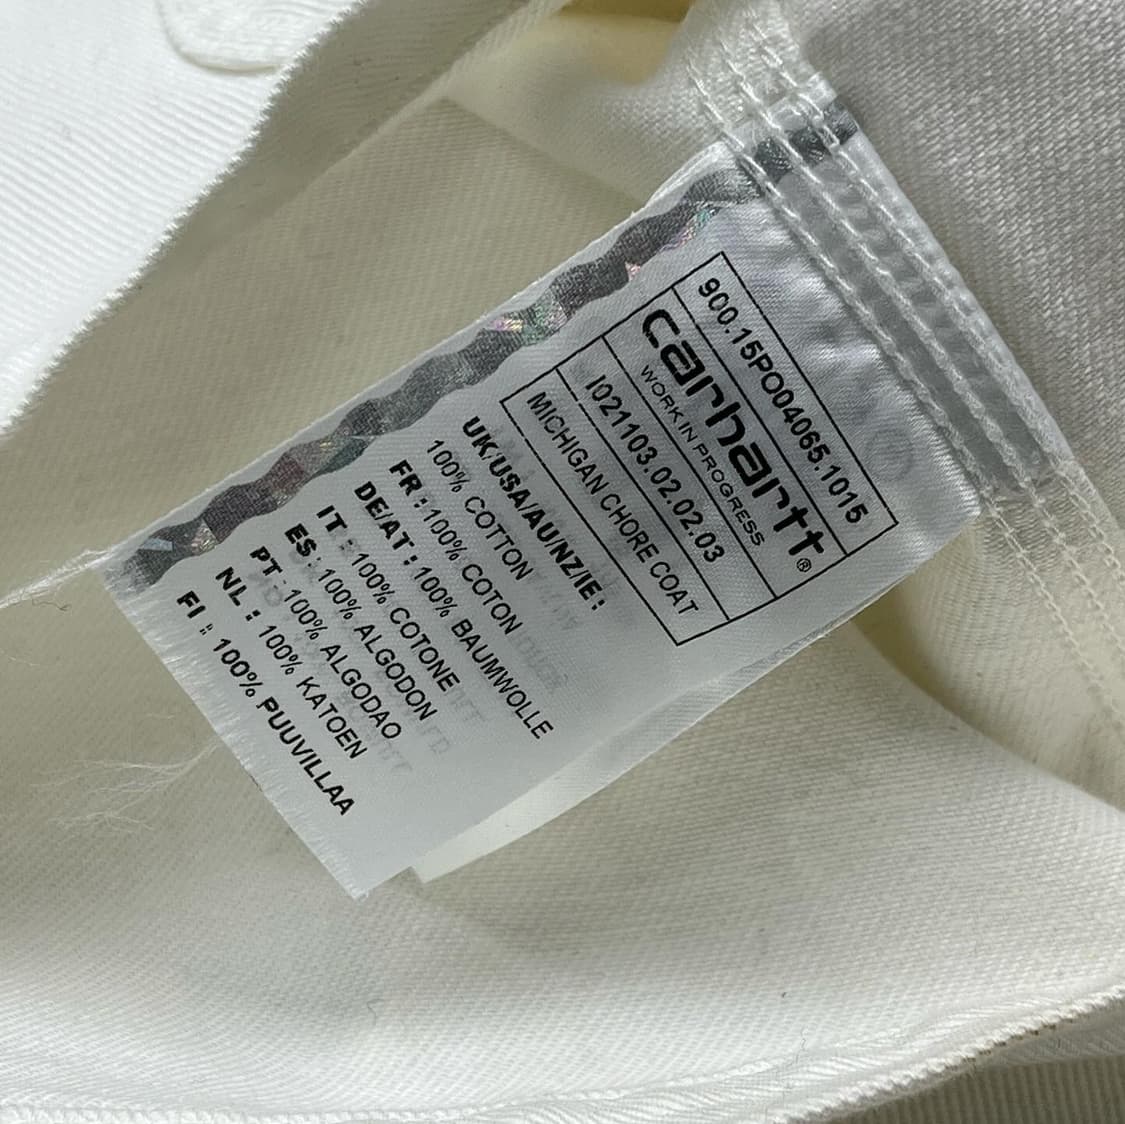 900.15PO04065.1015
carhartt®
WORK IN PROGRESS
I021103.02.02.03
MICHIGAN CHORE COAT
UK/USA/AU/NZ/IE :
100% COTTON
FR : 100% COTON
DE/AT : 100% BAUMWOLLE
IT : 100% COTONE
ES : 100% ALGODON
PT : 100% ALGODAO
NL : 100% KATOEN
FI : 100% PUUVILLAA